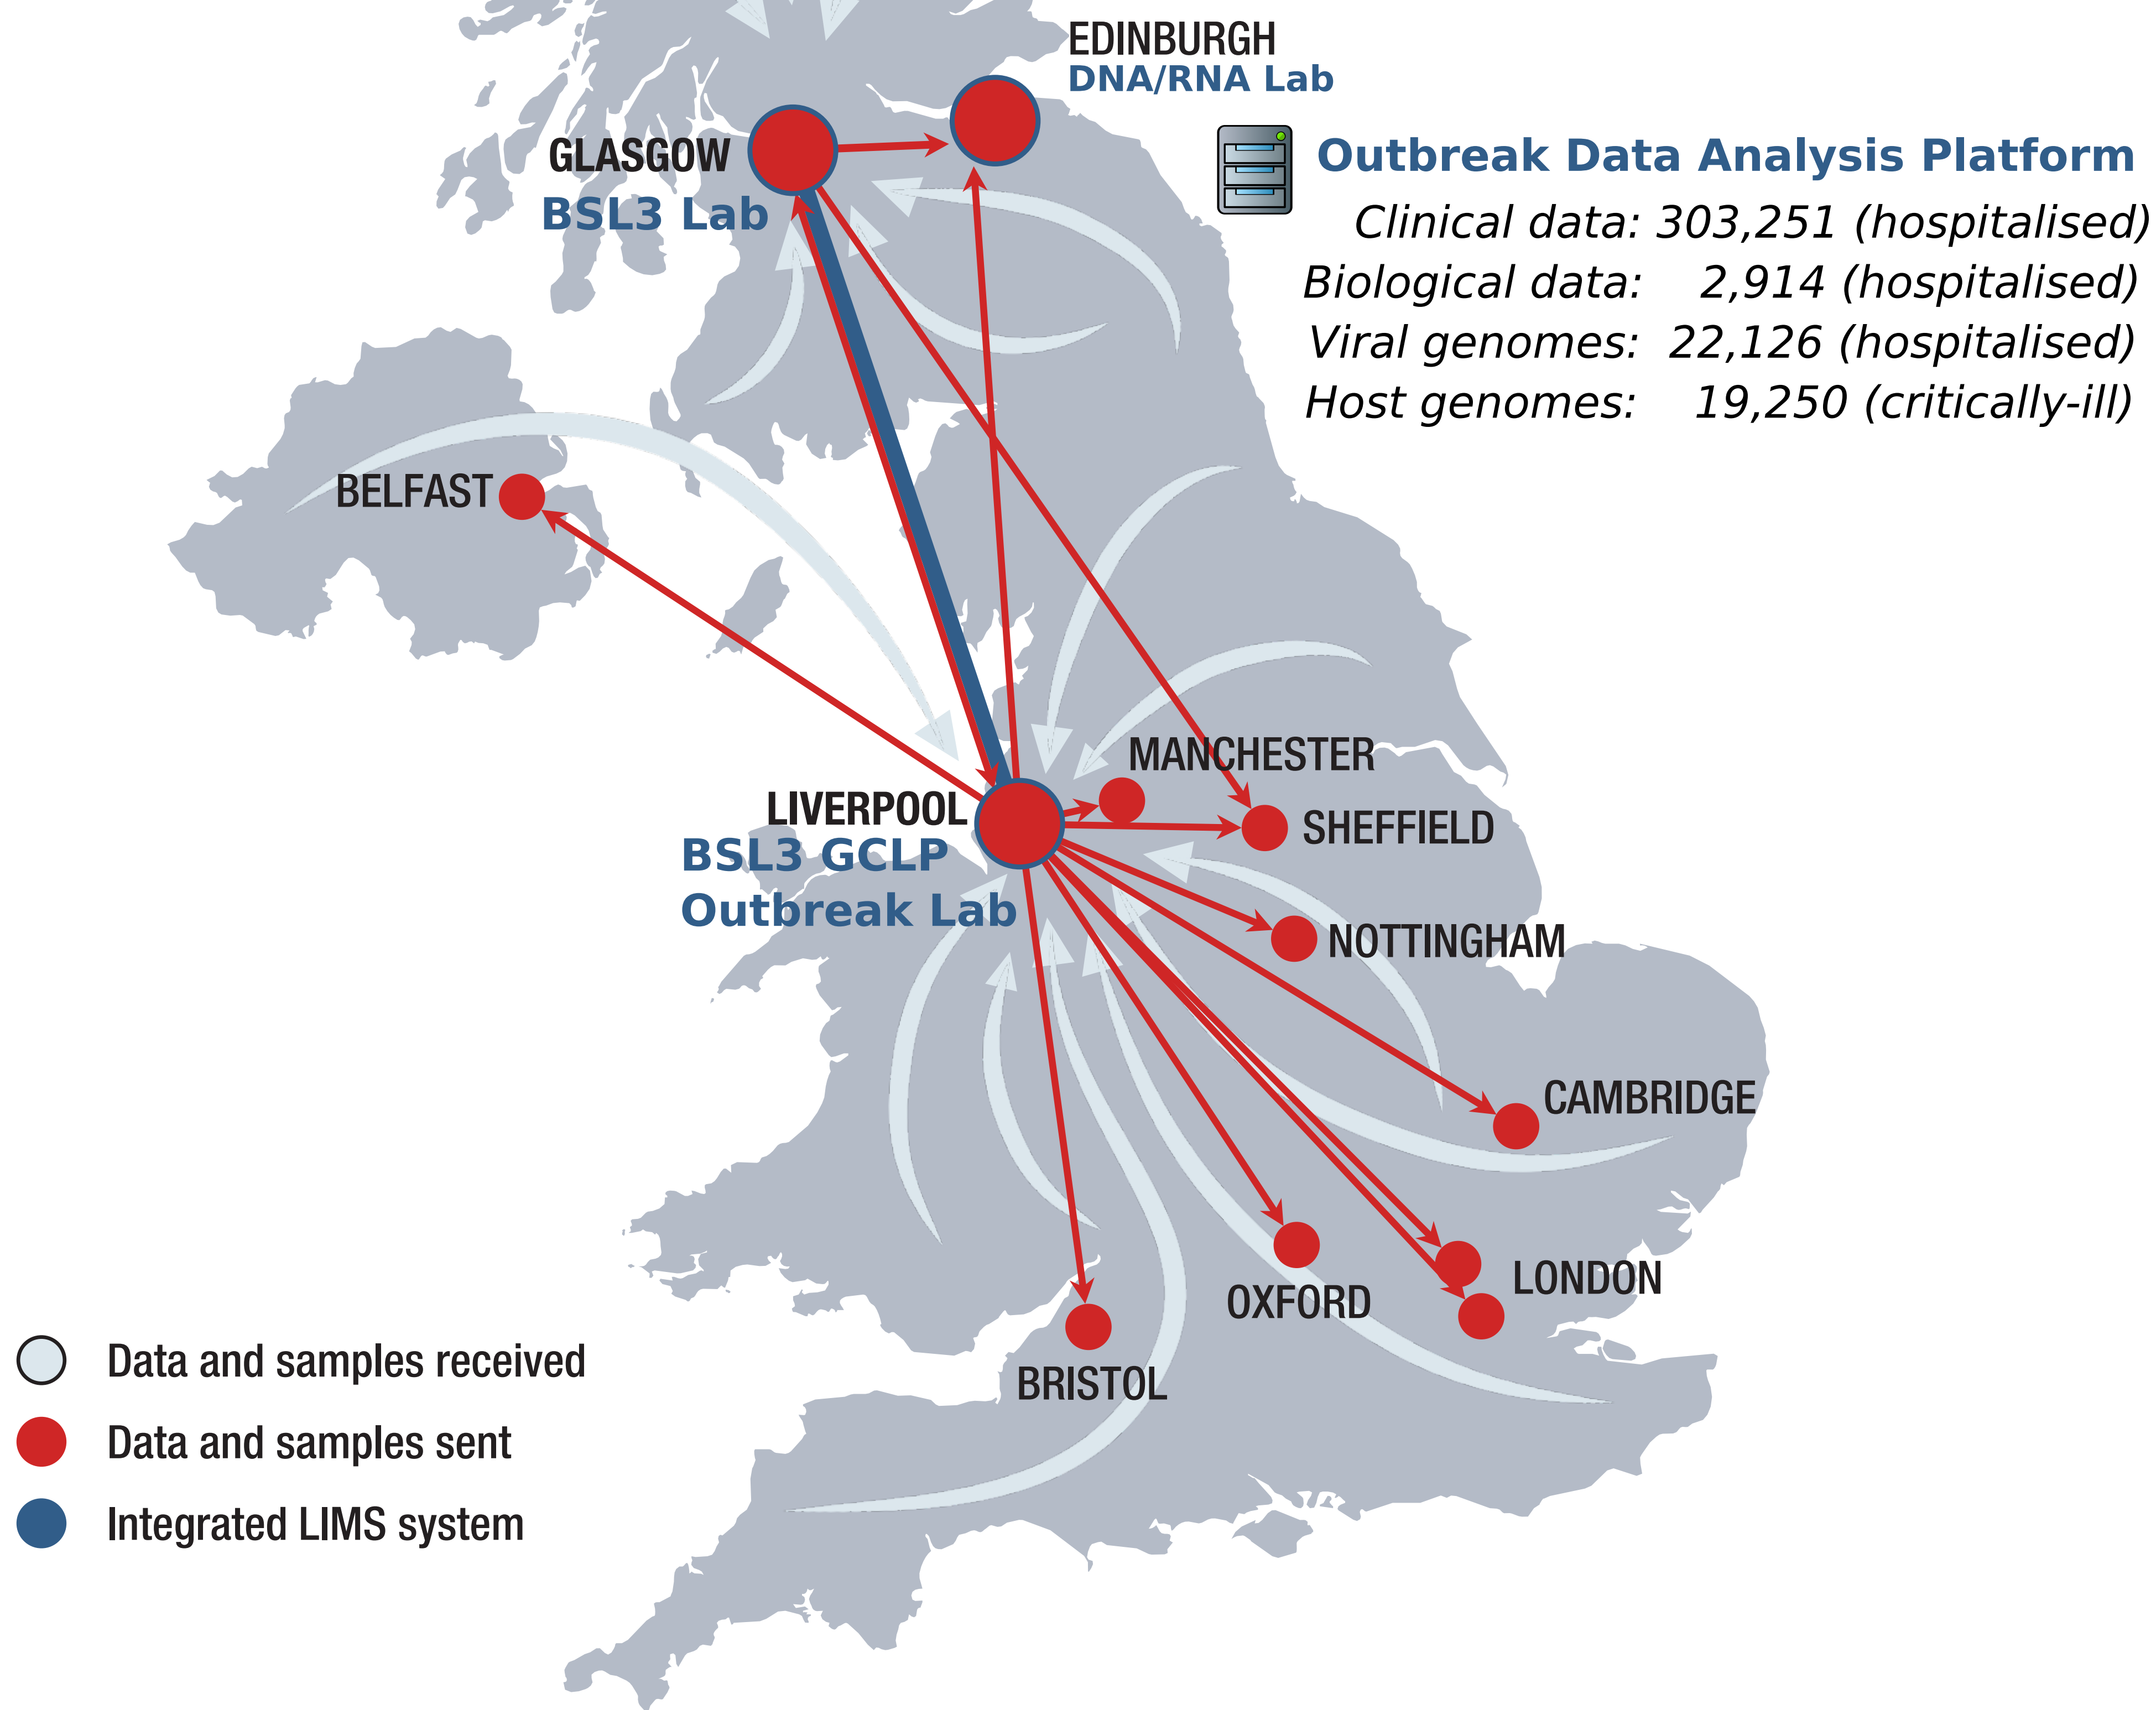 EDINBURGH
DNA/RNA Lab
GLASGOW
BSL3 Lab
Outbreak Data Analysis Platform
Clinical data: 303,251 (hospitalised)
Biological data: 2,914 (hospitalised)
Viral genomes: 22,126 (hospitalised)
Host genomes: 19,250 (critically-ill)
BELFAST
MANCHESTER
LIVERPOOL
BSL3 GCLP
Outbreak Lab
SHEFFIELD
NOTTINGHAM
CAMBRIDGE
LONDON
OXFORD
BRISTOL
Data and samples received
Data and samples sent
Integrated LIMS system